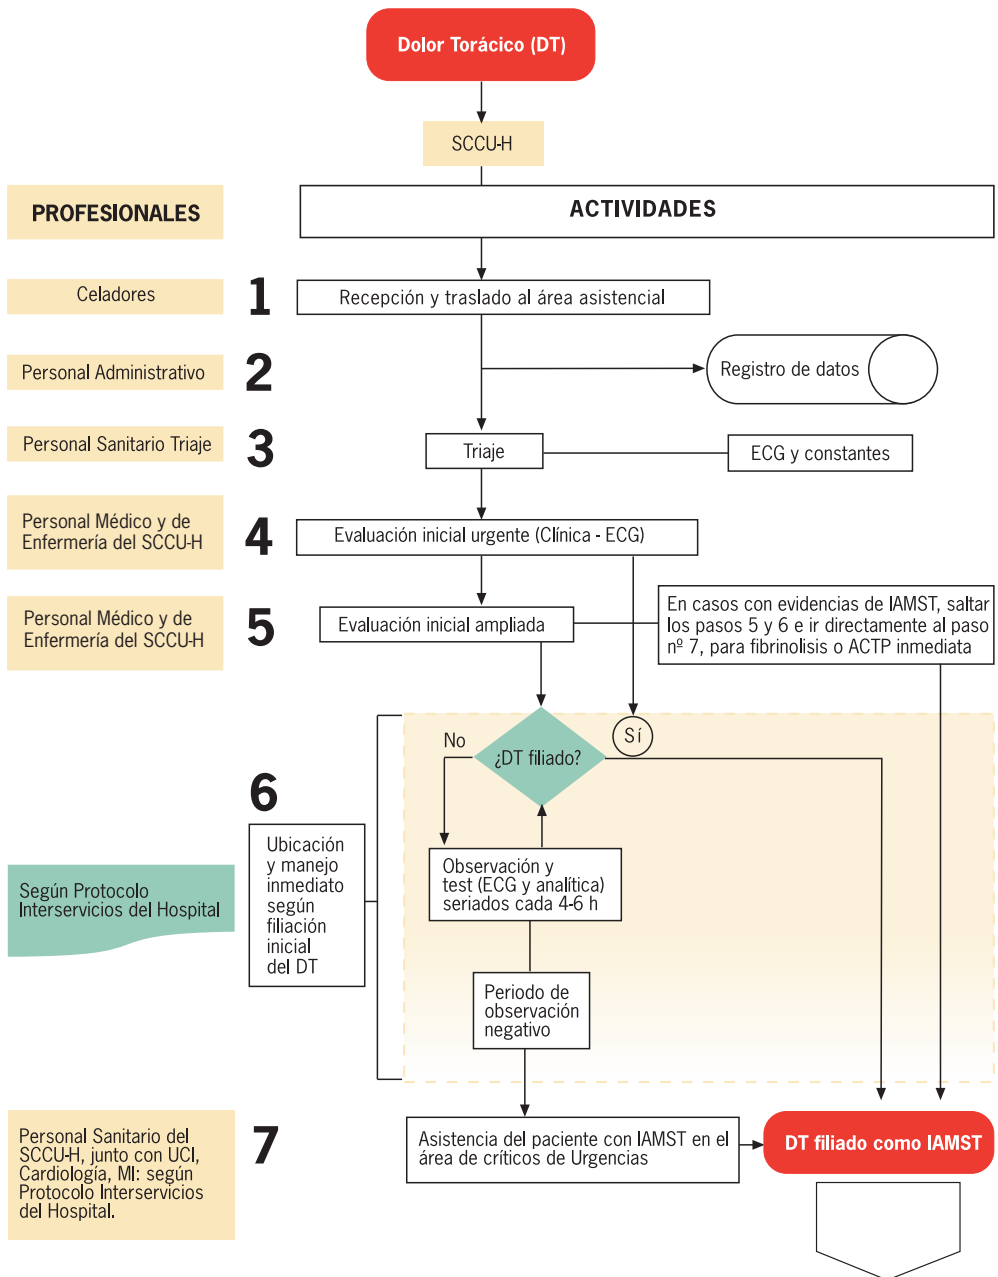 Dolor Torácico (DT)
SCCU-H
PROFESIONALES
ACTIVIDADES
Celadores
1
Recepción y traslado al área asistencial
Personal Administrativo
2
Registro de datos
Personal Sanitario Triaje
3
Triaje
ECG y constantes
Personal Médico y de
Enfermería del SCCU-H
4
Evaluación inicial urgente (Clínica - ECG)
Personal Médico y de
Enfermería del SCCU-H
5
Evaluación inicial ampliada
En casos con evidencias de IAMST, saltar
los pasos 5 y 6 e ir directamente al paso
nº 7, para fibrinolisis o ACTP inmediata
No
¿DT filiado?
Sí
6
Ubicación
y manejo
inmediato
según
filiación
inicial
del DT
Según Protocolo
Interservicios del Hospital
Observación y
test (ECG y analítica)
seriados cada 4-6 h
Periodo de
observación
negativo
Personal Sanitario del
SCCU-H, junto con UCI,
Cardiología, MI: según
Protocolo Interservicios
del Hospital.
7
Asistencia del paciente con IAMST en el
área de críticos de Urgencias
DT filiado como IAMST